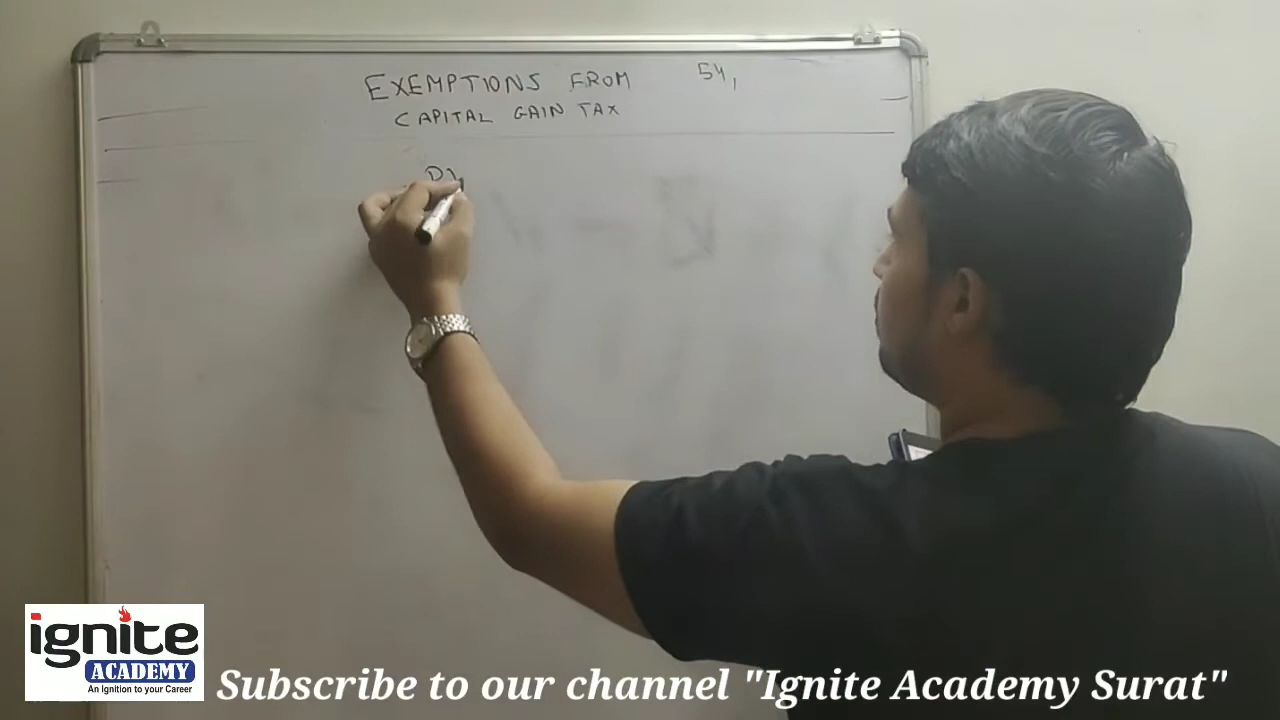 EXEMPTIONS FROM 54,
CAPITAL GAIN TAX
ignite
ACADEMY
An Ignition to your Career
Subscribe to our channel "Ignite Academy Surat"